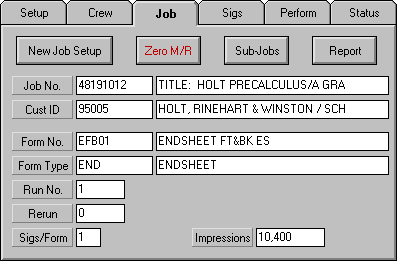 Setup Crew Job Sigs Perform Status
New Job Setup Zero M/R Sub-Jobs Report
Job No. 48191012 TITLE: HOLT PRECALCULUS/A GRA
Cust ID 95005 HOLT, RINEHART & WINSTON / SCH
Form No. EFB01 ENDSHEET FT&BK ES
Form Type END ENDSHEET
Run No. 1
Rerun 0
Sigs/Form 1 Impressions 10,400